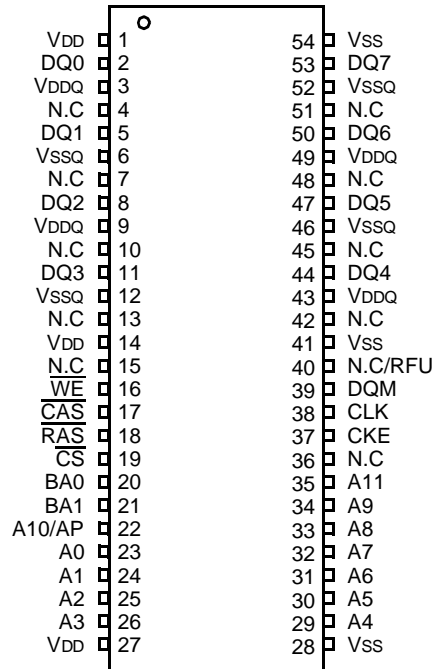 VDD 1 54 VSS
DQ0 2 53 DQ7
VDDQ 3 52 VSSQ
N.C 4 51 N.C
DQ1 5 50 DQ6
VSSQ 6 49 VDDQ
N.C 7 48 N.C
DQ2 8 47 DQ5
VDDQ 9 46 VSSQ
N.C 10 45 N.C
DQ3 11 44 DQ4
VSSQ 12 43 VDDQ
N.C 13 42 N.C
VDD 14 41 VSS
N.C 15 40 N.C/RFU
W̅E̅ 16 39 DQM
C̅A̅S̅ 17 38 CLK
R̅A̅S̅ 18 37 CKE
C̅S̅ 19 36 N.C
BA0 20 35 A11
BA1 21 34 A9
A10/AP 22 33 A8
A0 23 32 A7
A1 24 31 A6
A2 25 30 A5
A3 26 29 A4
VDD 27 28 VSS